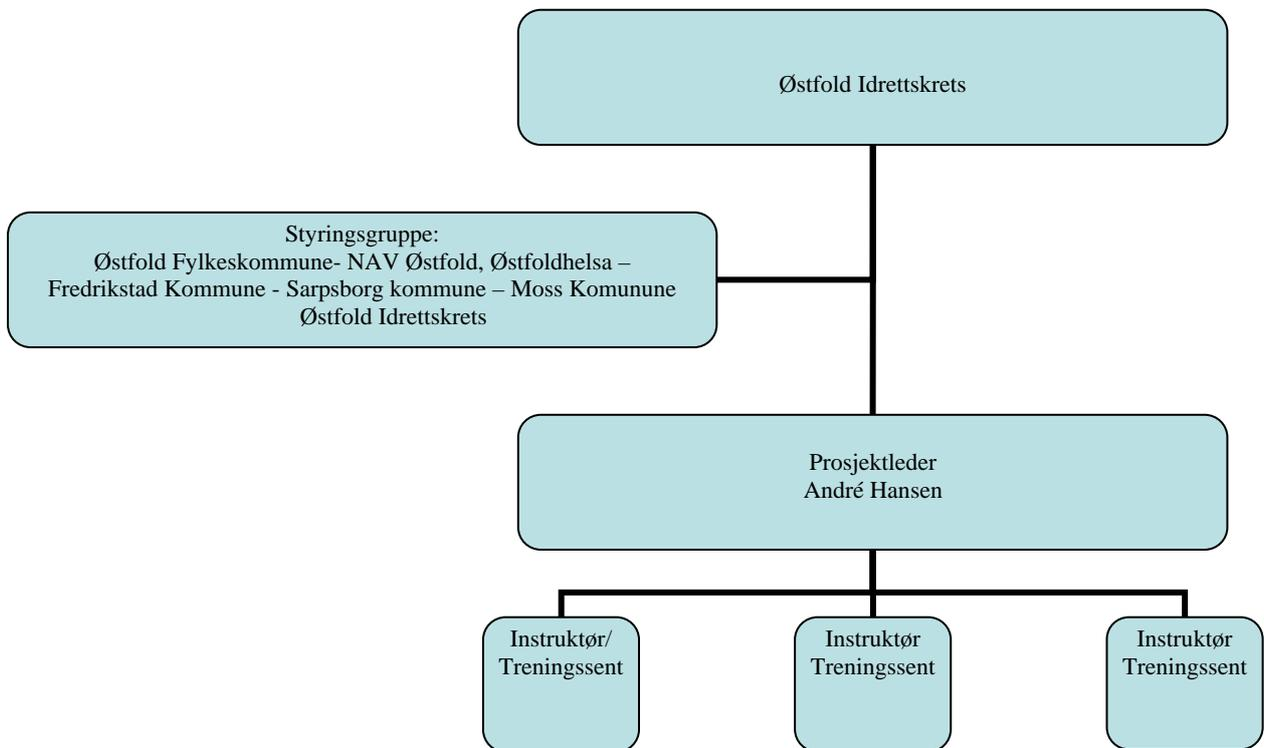 Østfold Idrettskrets
Styringsgruppe:
Østfold Fylkeskommune- NAV Østfold, Østfoldhelsa –
Fredrikstad Kommune - Sarpsborg kommune – Moss Komunune
Østfold Idrettskrets
Prosjektleder
André Hansen
Instruktør/
Treningssent
Instruktør
Treningssent
Instruktør
Treningssent